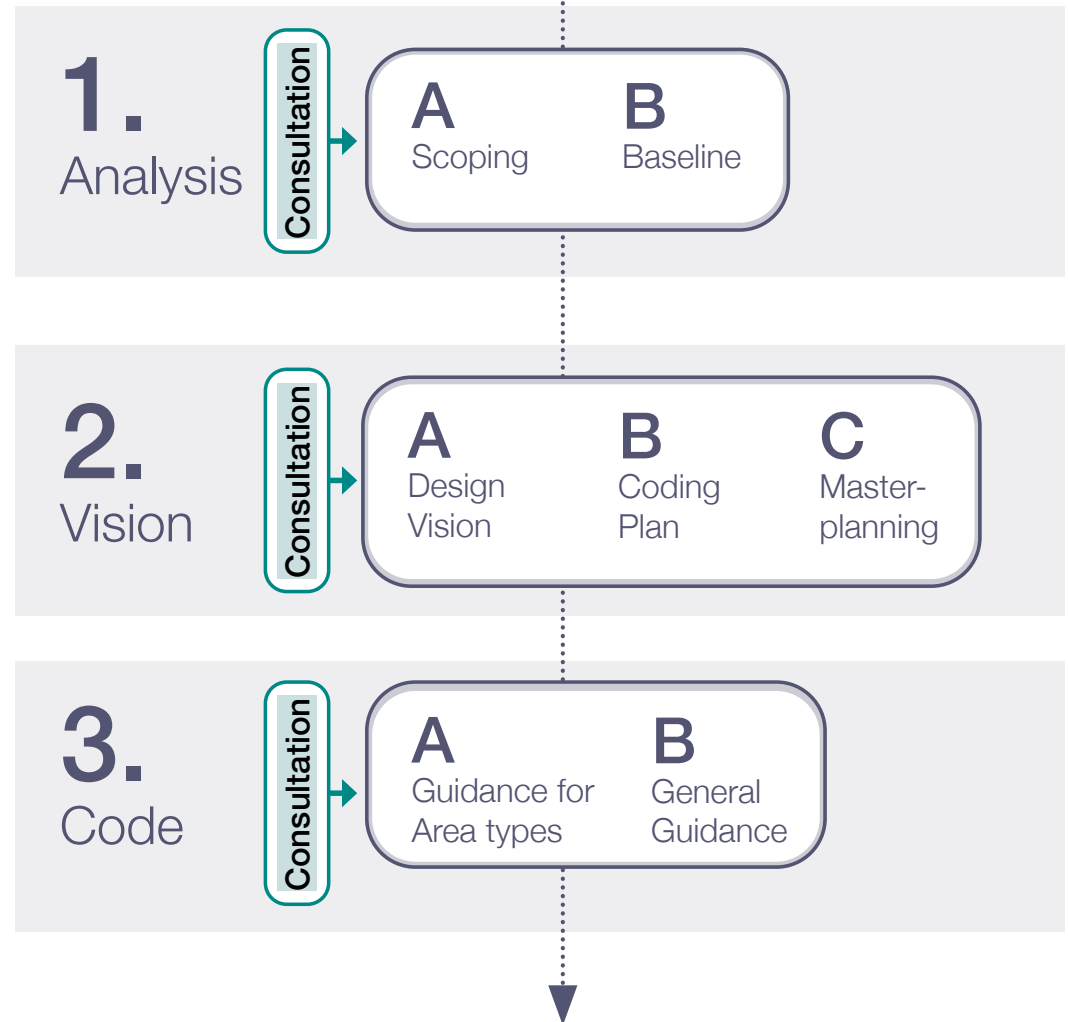 1.
Analysis
Consultation
A
Scoping
B
Baseline
2.
Vision
Consultation
A
Design
Vision
B
Coding
Plan
C
Master-
planning
3.
Code
Consultation
A
Guidance for
Area types
B
General
Guidance